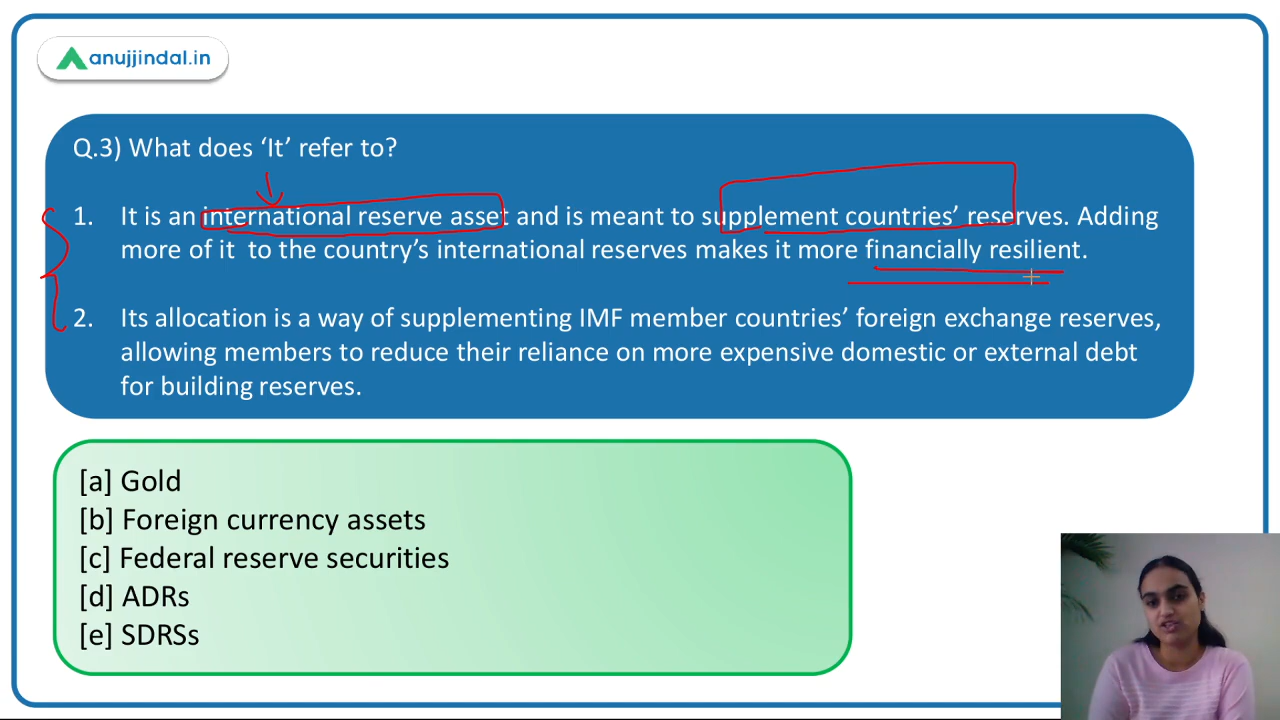 anujjindal.in
Q.3) What does ‘It’ refer to?
1. It is an international reserve asset and is meant to supplement countries’ reserves. Adding
more of it to the country’s international reserves makes it more financially resilient.
2. Its allocation is a way of supplementing IMF member countries’ foreign exchange reserves,
allowing members to reduce their reliance on more expensive domestic or external debt
for building reserves.
[a] Gold
[b] Foreign currency assets
[c] Federal reserve securities
[d] ADRs
[e] SDRSs